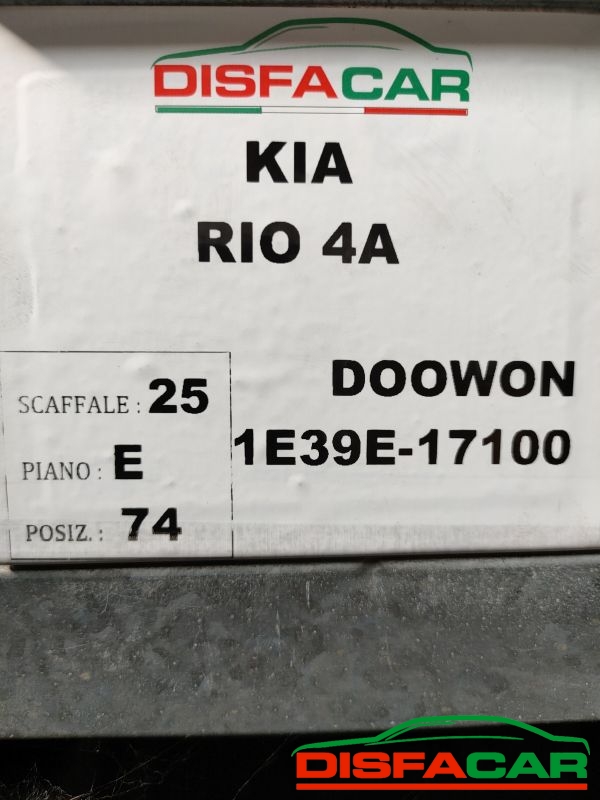 DISFACAR
KIA
RIO 4A
DOOWON
1E39E-17100
SCAFFALE : 25
PIANO : E
POSIZ. : 74
DISFACAR